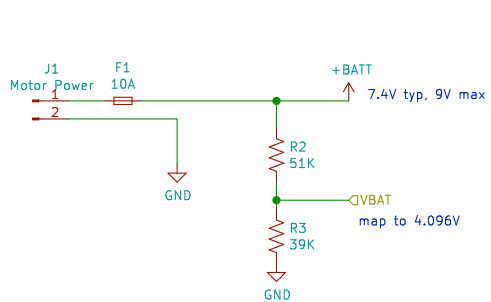 J1
Motor Power
1
2
F1
10A
+BATT
7.4V typ, 9V max
R2
51K
GND
VBAT
map to 4.096V
R3
39K
GND